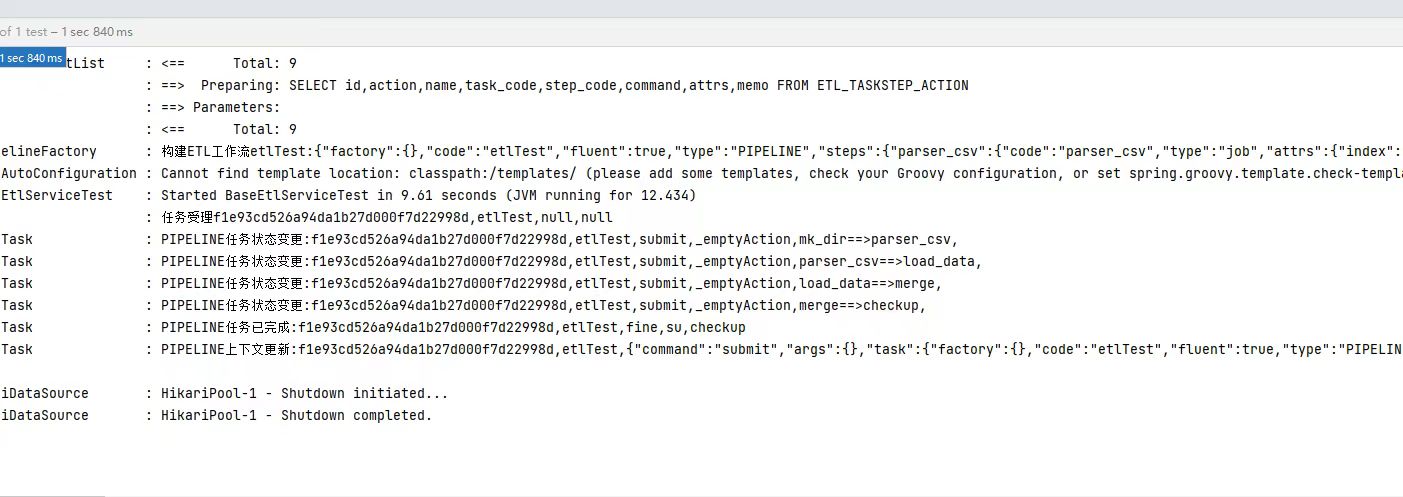 of 1 test – 1 sec 840 ms
1 sec 840 ms
tList : <== Total: 9
: ==> Preparing: SELECT id,action,name,task_code,step_code,command,attrs,memo FROM ETL_TASKSTEP_ACTION
: ==> Parameters:
: <== Total: 9
elineFactory : 构建ETL工作流etlTest:{"factory":{},"code":"etlTest","fluent":true,"type":"PIPELINE","steps":{"parser_csv":{"code":"parser_csv","type":"job","attrs":{"index":
AutoConfiguration : Cannot find template location: classpath:/templates/ (please add some templates, check your Groovy configuration, or set spring.groovy.template.check-templa
EtlServiceTest : Started BaseEtlServiceTest in 9.61 seconds (JVM running for 12.434)
: 任务受理f1e93cd526a94da1b27d000f7d22998d,etlTest,null,null
Task : PIPELINE任务状态变更:f1e93cd526a94da1b27d000f7d22998d,etlTest,submit,_emptyAction,mk_dir==>parser_csv,
Task : PIPELINE任务状态变更:f1e93cd526a94da1b27d000f7d22998d,etlTest,submit,_emptyAction,parser_csv==>load_data,
Task : PIPELINE任务状态变更:f1e93cd526a94da1b27d000f7d22998d,etlTest,submit,_emptyAction,load_data==>merge,
Task : PIPELINE任务状态变更:f1e93cd526a94da1b27d000f7d22998d,etlTest,submit,_emptyAction,merge==>checkup,
Task : PIPELINE任务已完成:f1e93cd526a94da1b27d000f7d22998d,etlTest,fine,su,checkup
Task : PIPELINE上下文更新:f1e93cd526a94da1b27d000f7d22998d,etlTest,{"command":"submit","args":{},"task":{"factory":{},"code":"etlTest","fluent":true,"type":"PIPELIN
iDataSource : HikariPool-1 - Shutdown initiated...
iDataSource : HikariPool-1 - Shutdown completed.